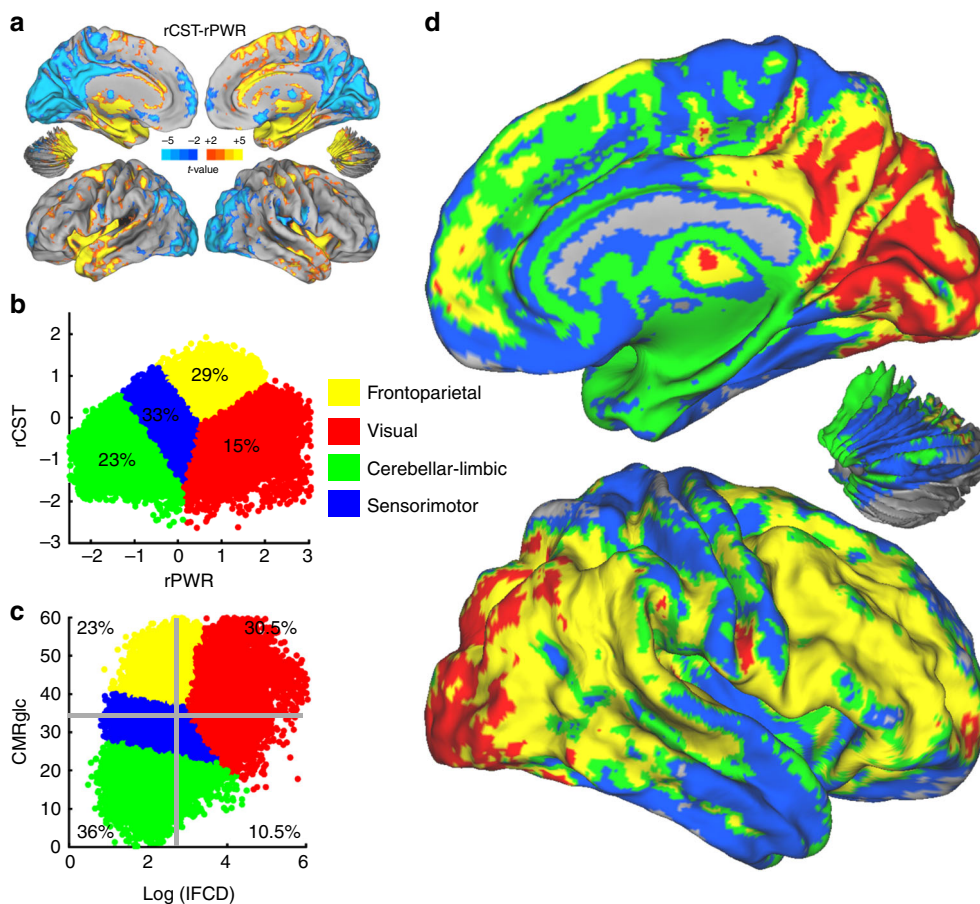 a
rCST-rPWR
−5 −2 +2 +5
t-value
b
2
1
0
−1
−2
−3
rCST
29%
33%
23%
15%
−2 −1 0 1 2 3
rPWR
Frontoparietal
Visual
Cerebellar-limbic
Sensorimotor
c
60
50
40
30
20
10
0
CMRglc
23%
30.5%
36%
10.5%
0 2 4 6
Log (lFCD)
d